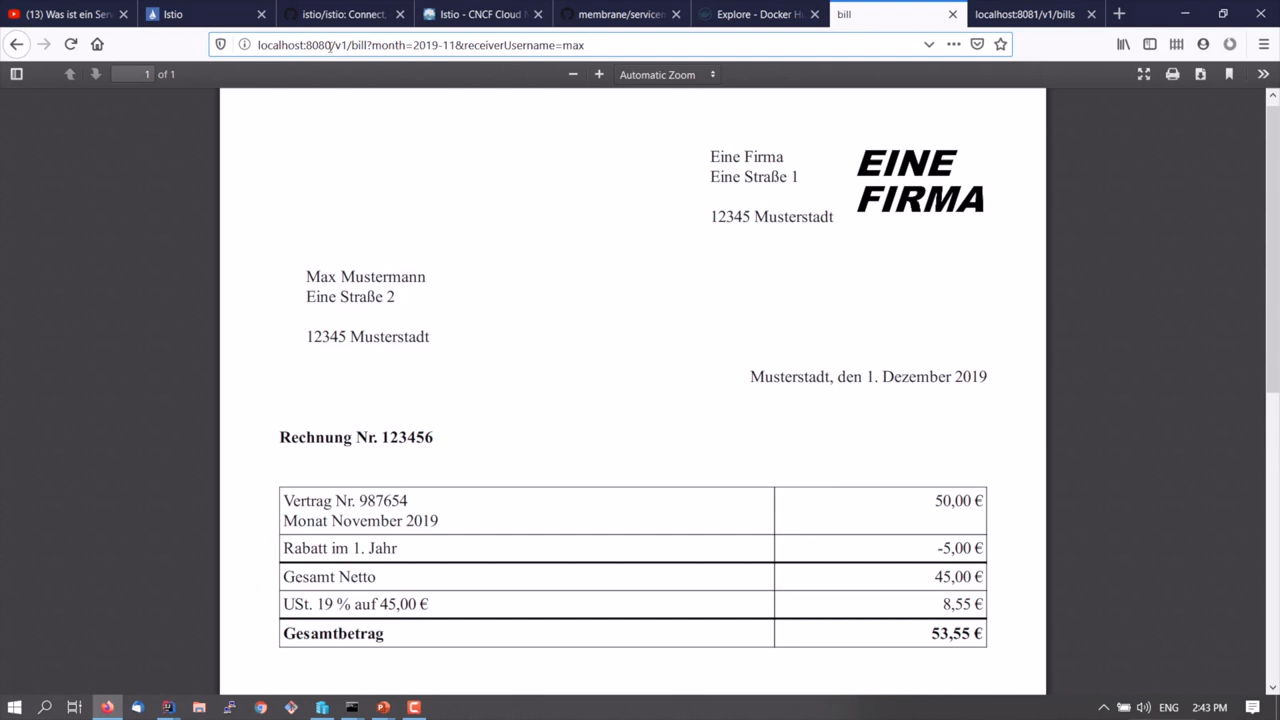 (13) Was ist ein Serv
Istio
istio/istio: Connect,
Istio - CNCF Cloud N
membrane/servicem
Explore - Docker Hu
bill
localhost:8081/v1/bills
localhost:8080/v1/bill?month=2019-11&receiverUsername=max
1 of 1
Automatic Zoom
Eine Firma
Eine Straße 1
12345 Musterstadt
EINE
FIRMA
Max Mustermann
Eine Straße 2
12345 Musterstadt
Musterstadt, den 1. Dezember 2019
Rechnung Nr. 123456
Vertrag Nr. 987654 50,00 €
Monat November 2019
Rabatt im 1. Jahr -5,00 €
Gesamt Netto 45,00 €
USt. 19 % auf 45,00 € 8,55 €
Gesamtbetrag 53,55 €
ENG 2:43 PM